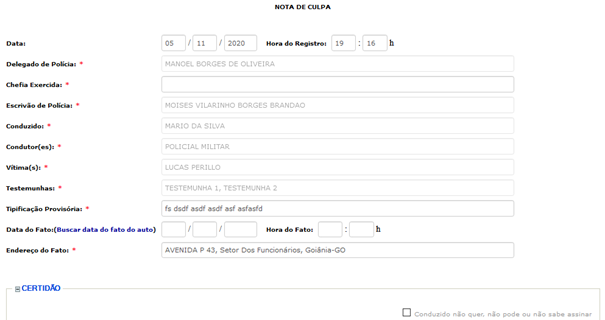 NOTA DE CULPA
Data: 05 / 11 / 2020 Hora do Registro: 19 : 16 h
Delegado de Polícia: * MANOEL BORGES DE OLIVEIRA
Chefia Exercida: *
Escrivão de Polícia: * MOISES VILARINHO BORGES BRANDAO
Conduzido: * MARIO DA SILVA
Condutor(es): * POLICIAL MILITAR
Vítima(s): * LUCAS PERILLO
Testemunhas: * TESTEMUNHA 1, TESTEMUNHA 2
Tipificação Provisória: * fs dsdf asdf asdf asf asfasfd
Data do Fato:(Buscar data do fato do auto) / / Hora do Fato: : h
Endereço do Fato: * AVENIDA P 43, Setor Dos Funcionários, Goiânia-GO
CERTIDÃO
Conduzido não quer, não pode ou não sabe assinar